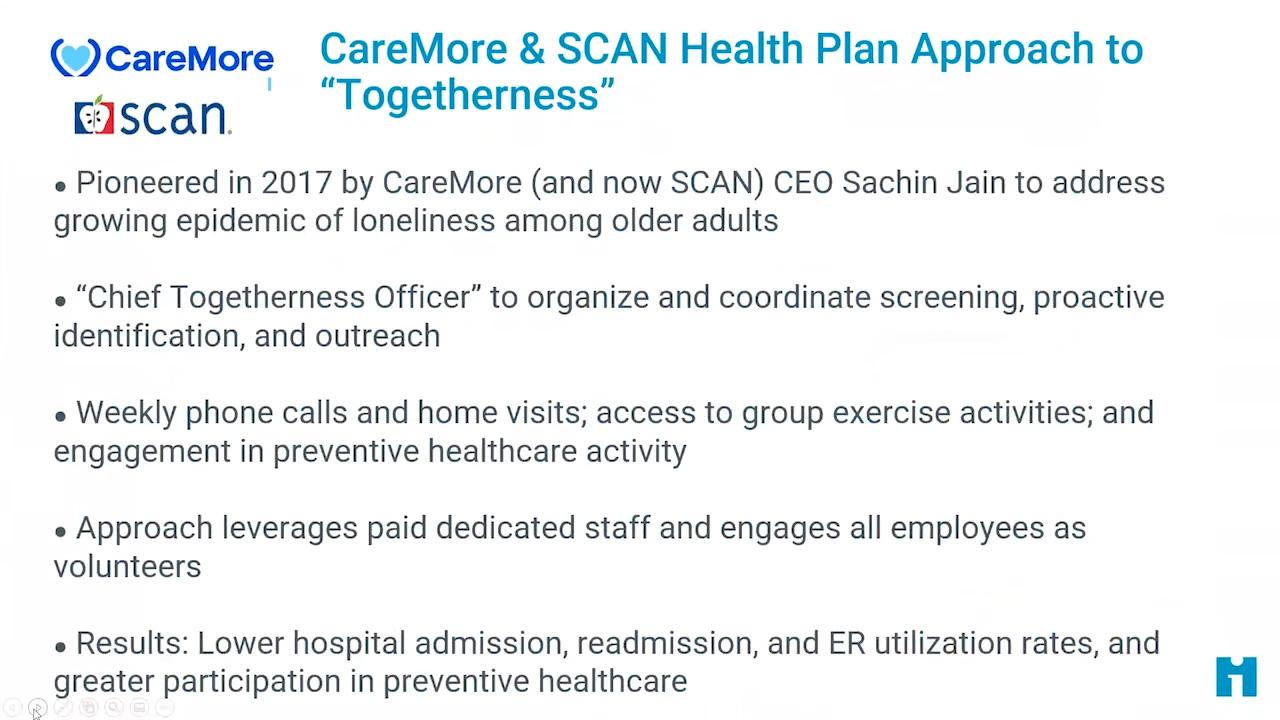 CareMore
scan
CareMore & SCAN Health Plan Approach to
“Togetherness”
• Pioneered in 2017 by CareMore (and now SCAN) CEO Sachin Jain to address
growing epidemic of loneliness among older adults
• “Chief Togetherness Officer” to organize and coordinate screening, proactive
identification, and outreach
• Weekly phone calls and home visits; access to group exercise activities; and
engagement in preventive healthcare activity
• Approach leverages paid dedicated staff and engages all employees as
volunteers
• Results: Lower hospital admission, readmission, and ER utilization rates, and
greater participation in preventive healthcare